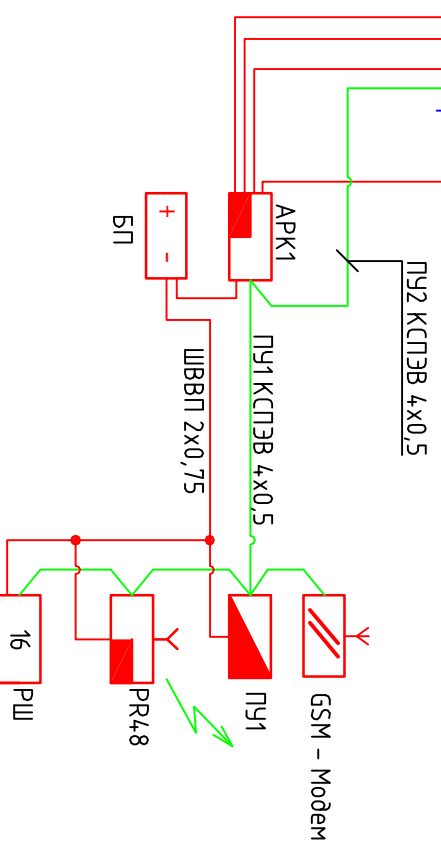 АРК1
БП
+ -
ПУ2 КСПЭВ 4х0,5
ПУ1 КСПЭВ 4х0,5
ШВВП 2х0,75
16
РШ
PR48
ПУ1
GSM - Модем